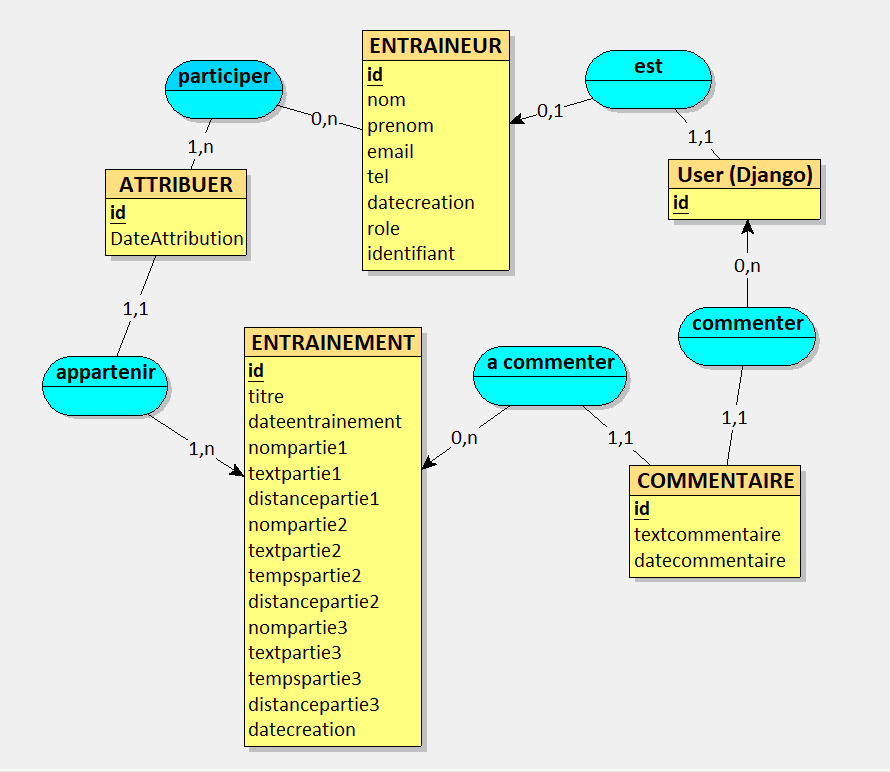 participer
0,n
1,n
ENTRAINEUR
id
nom
prenom
email
tel
datecreation
role
identifiant
est
0,1
1,1
User (Django)
id
ATTRIBUER
id
DateAttribution
1,1
appartenir
1,n
ENTRAINEMENT
id
titre
dateentrainement
nompartie1
textpartie1
distancepartie1
nompartie2
textpartie2
tempspartie2
distancepartie2
nompartie3
textpartie3
tempspartie3
distancepartie3
datecreation
a commenter
0,n
1,1
0,n
commenter
1,1
COMMENTAIRE
id
textcommentaire
datecommentaire